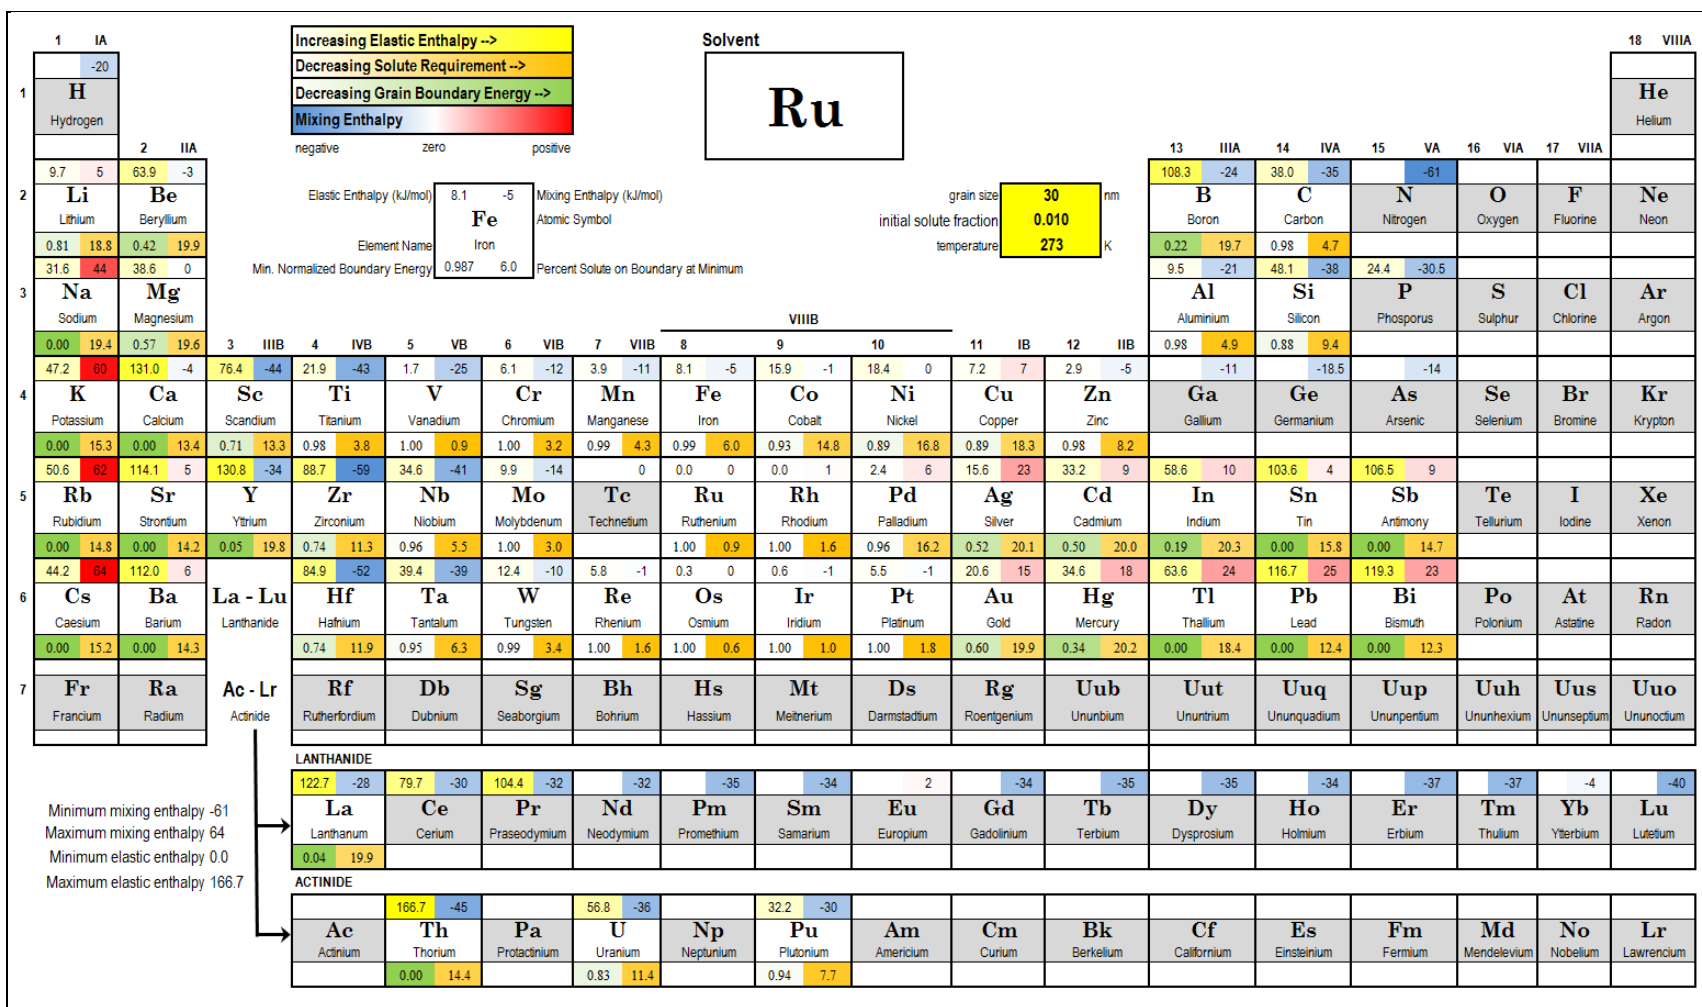 1 IA
Increasing Elastic Enthalpy -->
Solvent
18 VIIIA
-20
Decreasing Solute Requirement -->
1 H He
Decreasing Grain Boundary Energy -->
Ru
Hydrogen Helium
Mixing Enthalpy
negative zero positive
2 IIA 13 IIIA 14 IVA 15 VA 16 VIA 17 VIIA
9.7 5 63.9 -3 108.3 -24 38.0 -35 -61
Elastic Enthalpy (kJ/mol) 8.1 -5 Mixing Enthalpy (kJ/mol)
grain size 30 nm
2 Li Be B C N O F Ne
Fe Atomic Symbol
initial solute fraction 0.010
Lithium Beryllium Boron Carbon Nitrogen Oxygen Fluorine Neon
Element Name Iron
temperature 273 K
0.81 18.8 0.42 19.9 0.22 19.7 0.98 4.7
Min. Normalized Boundary Energy 0.987 6.0 Percent Solute on Boundary at Minimum
31.6 44 38.6 0 9.5 -21 48.1 -38 24.4 -30.5
3 Na Mg Al Si P S Cl Ar
Sodium Magnesium Aluminium Silicon Phosporus Sulphur Chlorine Argon
VIIIB
0.00 19.4 0.57 19.6 3 IIIB 4 IVB 5 VB 6 VIB 7 VIIB 8 9 10 11 IB 12 IIB 0.98 4.9 0.88 9.4
47.2 60 131.0 -4 76.4 -44 21.9 -43 1.7 -25 6.1 -12 3.9 -11 8.1 -5 15.9 -1 18.4 0 7.2 7 2.9 -5 -11 -18.5 -14
4 K Ca Sc Ti V Cr Mn Fe Co Ni Cu Zn Ga Ge As Se Br Kr
Potassium Calcium Scandium Titanium Vanadium Chromium Manganese Iron Cobalt Nickel Copper Zinc Gallium Germanium Arsenic Selenium Bromine Krypton
0.00 15.3 0.00 13.4 0.71 13.3 0.98 3.8 1.00 0.9 1.00 3.2 0.99 4.3 0.99 6.0 0.93 14.8 0.89 16.8 0.89 18.3 0.98 8.2
50.6 62 114.1 5 130.8 -34 88.7 -59 34.6 -41 9.9 -14 0 0.0 0 0.0 1 2.4 6 15.6 23 33.2 9 58.6 10 103.6 4 106.5 9
5 Rb Sr Y Zr Nb Mo Tc Ru Rh Pd Ag Cd In Sn Sb Te I Xe
Rubidium Strontium Yttrium Zirconium Niobium Molybdenum Technetium Ruthenium Rhodium Palladium Silver Cadmium Indium Tin Antimony Tellurium Iodine Xenon
0.00 14.8 0.00 14.2 0.05 19.8 0.74 11.3 0.96 5.5 1.00 3.0 1.00 0.9 1.00 1.6 0.96 16.2 0.52 20.1 0.50 20.0 0.19 20.3 0.00 15.8 0.00 14.7
44.2 64 112.0 6 84.9 -52 39.4 -39 12.4 -10 5.8 -1 0.3 0 0.6 -1 5.5 -1 20.6 15 34.6 18 63.6 24 116.7 25 119.3 23
6 Cs Ba La - Lu Hf Ta W Re Os Ir Pt Au Hg Tl Pb Bi Po At Rn
Caesium Barium Lanthanide Hafnium Tantalum Tungsten Rhenium Osmium Iridium Platinum Gold Mercury Thallium Lead Bismuth Polonium Astatine Radon
0.00 15.2 0.00 14.3 0.74 11.9 0.95 6.3 0.99 3.4 1.00 1.6 1.00 0.6 1.00 1.0 1.00 1.8 0.60 19.9 0.34 20.2 0.00 18.4 0.00 12.4 0.00 12.3
7 Fr Ra Ac - Lr Rf Db Sg Bh Hs Mt Ds Rg Uub Uut Uuq Uup Uuh Uus Uuo
Francium Radium Actinide Rutherfordium Dubnium Seaborgium Bohrium Hassium Meitnerium Darmstadtium Roentgenium Ununbium Ununtrium Ununquadium Ununpentium Ununhexium Ununseptium Ununoctium
LANTHANIDE
122.7 -28 79.7 -30 104.4 -32 -32 -35 -34 2 -34 -35 -35 -34 -37 -37 -4 -40
La Ce Pr Nd Pm Sm Eu Gd Tb Dy Ho Er Tm Yb Lu
Lanthanum Cerium Praseodymium Neodymium Promethium Samarium Europium Gadolinium Terbium Dysprosium Holmium Erbium Thulium Ytterbium Lutetium
0.04 19.9
Minimum mixing enthalpy -61
Maximum mixing enthalpy 64
Minimum elastic enthalpy 0.0
Maximum elastic enthalpy 166.7
ACTINIDE
166.7 -45 56.8 -36 32.2 -30
Ac Th Pa U Np Pu Am Cm Bk Cf Es Fm Md No Lr
Actinium Thorium Protactinium Uranium Neptunium Plutonium Americium Curium Berkelium Californium Einsteinium Fermium Mendelevium Nobelium Lawrencium
0.00 14.4 0.83 11.4 0.94 7.7